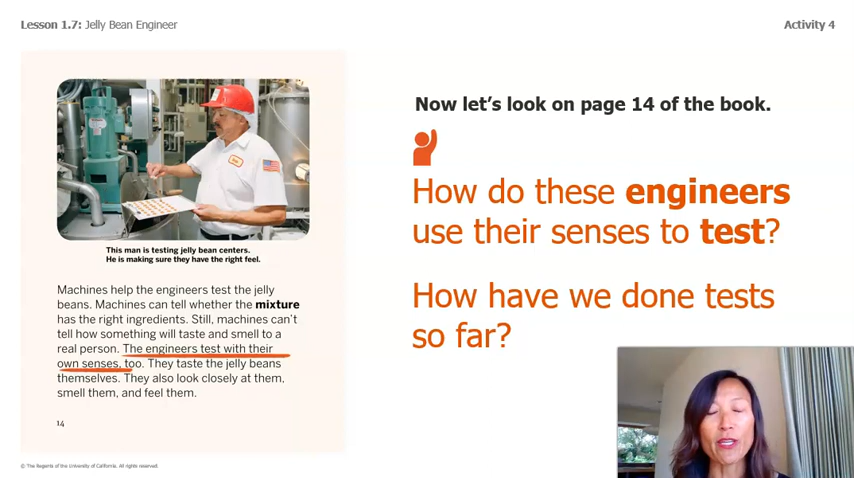 Lesson 1.7: Jelly Bean Engineer
Activity 4
This man is testing jelly bean centers.
He is making sure they have the right feel.
Machines help the engineers test the jelly
beans. Machines can tell whether the mixture
has the right ingredients. Still, machines can't
tell how something will taste and smell to a
real person. The engineers test with their
own senses, too. They taste the jelly beans
themselves. They also look closely at them,
smell them, and feel them.
14
© The Regents of the University of California. All rights reserved.
Now let's look on page 14 of the book.
How do these engineers
use their senses to test?
How have we done tests
so far?